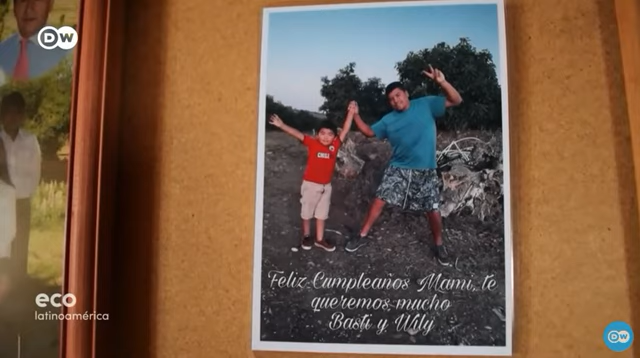 DW
CHILE
Feliz Cumpleaños Mami, te
queremos mucho
Basti y Wily
eco
latinoamérica
DW